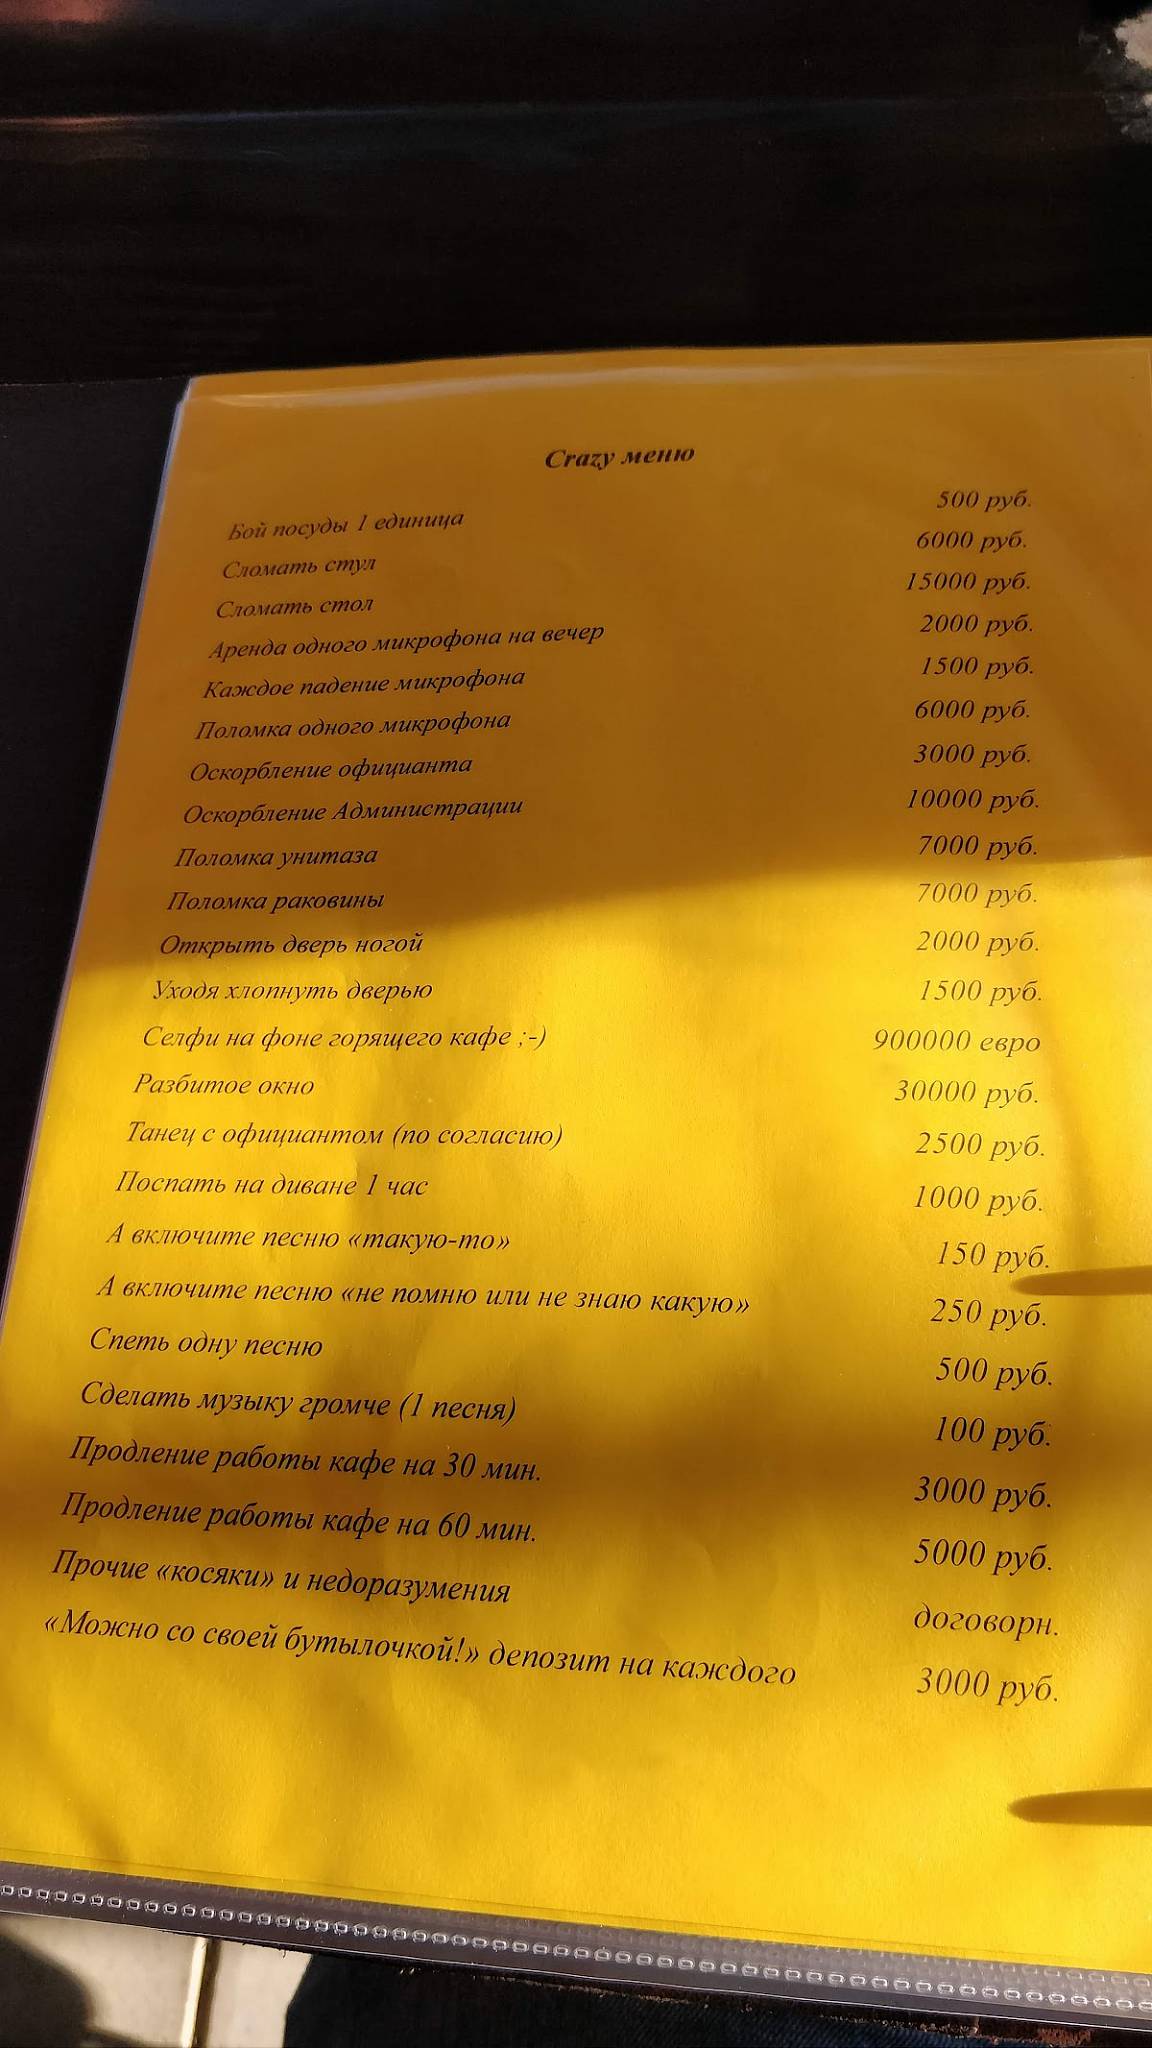 Crazy меню
Бой посуды 1 единица 500 руб.
Сломать стул 6000 руб.
Сломать стол 15000 руб.
Аренда одного микрофона на вечер 2000 руб.
Каждое падение микрофона 1500 руб.
Поломка одного микрофона 6000 руб.
Оскорбление официанта 3000 руб.
Оскорбление Администрации 10000 руб.
Поломка унитаза 7000 руб.
Поломка раковины 7000 руб.
Открыть дверь ногой 2000 руб.
Уходя хлопнуть дверью 1500 руб.
Селфи на фоне горящего кафе ;-) 900000 евро
Разбитое окно 30000 руб.
Танец с официантом (по согласию) 2500 руб.
Поспать на диване 1 час 1000 руб.
А включите песню «такую-то» 150 руб.
А включите песню «не помню или не знаю какую» 250 руб.
Спеть одну песню 500 руб.
Сделать музыку громче (1 песня) 100 руб.
Продление работы кафе на 30 мин. 3000 руб.
Продление работы кафе на 60 мин. 5000 руб.
Прочие «косяки» и недоразумения договорн.
«Можно со своей бутылочкой!» депозит на каждого 3000 руб.